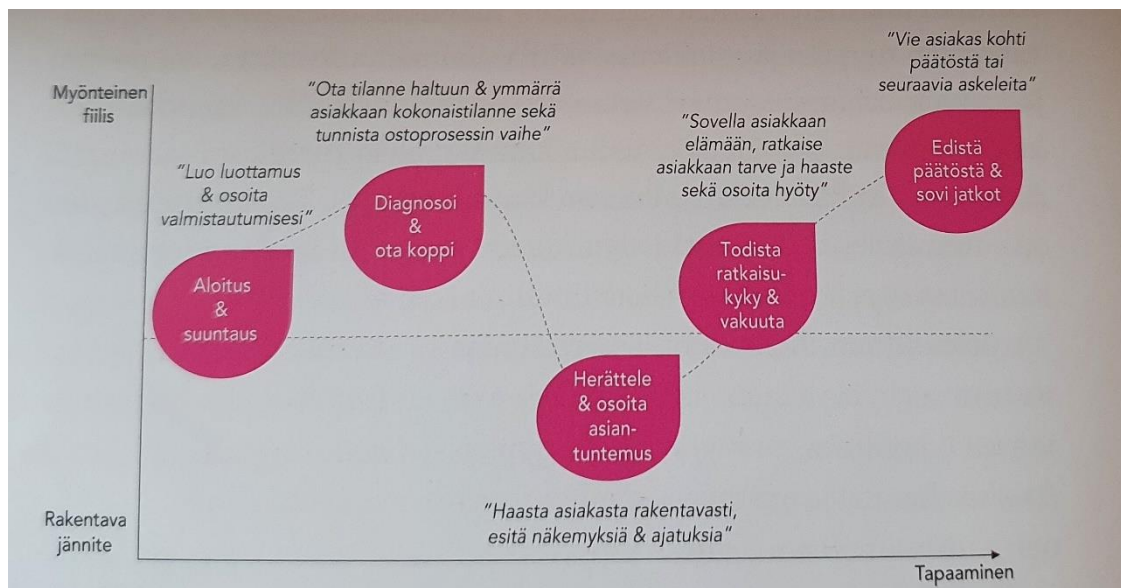 Myönteinen
fiilis
"Luo luottamus
& osoita
valmistautumisesi"
Aloitus
&
suuntaus
"Ota tilanne haltuun & ymmärrä
asiakkaan kokonaistilanne sekä
tunnista ostoprosessin vaihe"
Diagnosoi
&
ota koppi
Herättele
& osoita
asian-
tuntemus
"Haasta asiakasta rakentavasti,
esitä näkemyksiä & ajatuksia"
"Sovella asiakkaan
elämään, ratkaise
asiakkaan tarve ja haaste
sekä osoita hyöty"
Todista
ratkaisu-
kyky &
vakuuta
"Vie asiakas kohti
päätöstä tai
seuraavia askeleita"
Edistä
päätöstä &
sovi jatkot
Rakentava
jännite
Tapaaminen